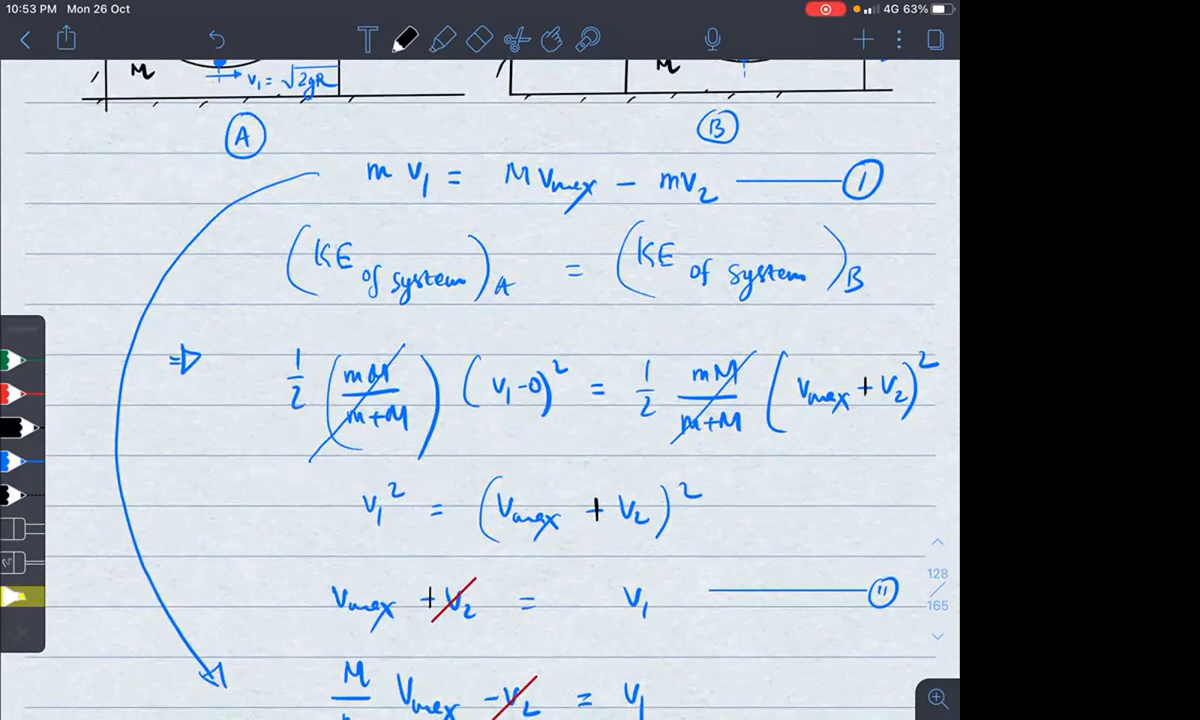 10:53 PM Mon 26 Oct 4G 63%
M v₁ = √2gR M
A B
m v₁ = M Vmax - mv₂ I
(KE of system)A = (KE of system)B
⇒ 1/2 (mM/m+M) (v₁-0)² = 1/2 mM/m+M (Vmax + V₂)²
v₁² = (Vmax + V₂)²
Vmax + V₂ = V₁ II
128/165
M Vmax - V₂ = V₁